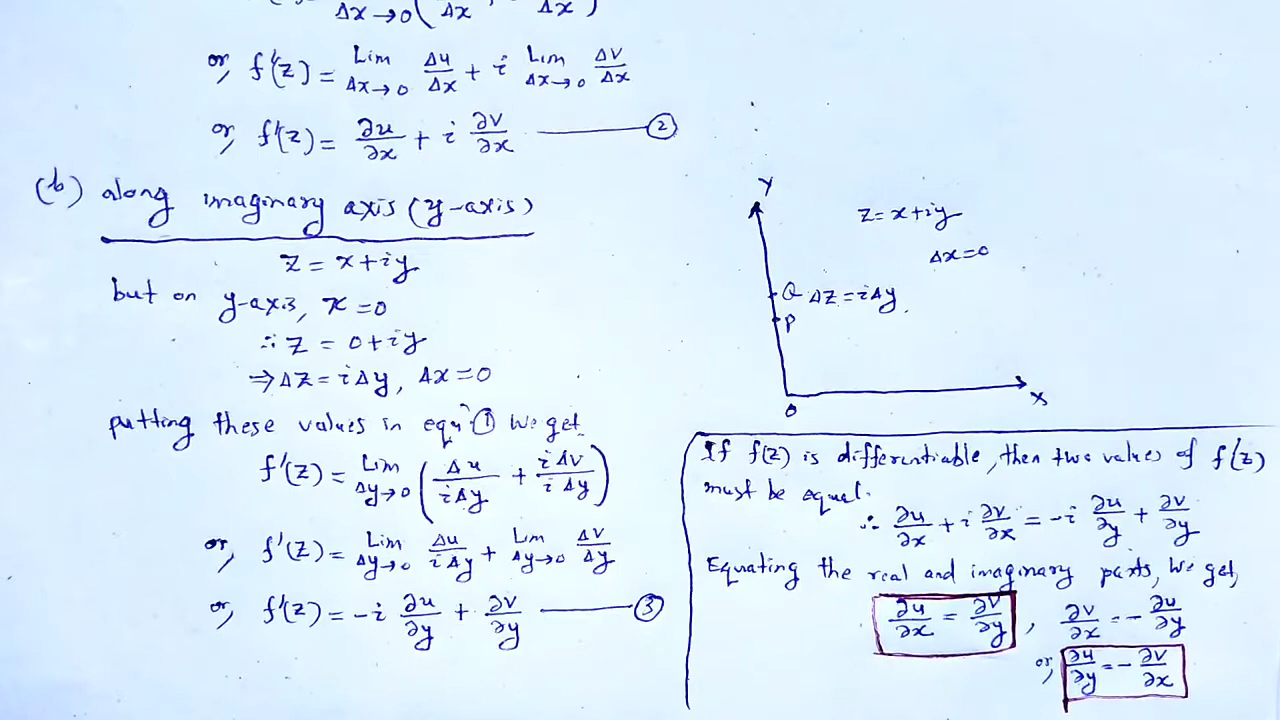 Δx→0( Δx Δx )
or, f'(z) = Lim Δx→0 Δu/Δx + i Lim Δx→0 Δv/Δx
or, f'(z) = ∂u/∂x + i ∂v/∂x —— ②
(b) along imaginary axis (y-axis)
z = x+iy
but on y-axis, x = 0
∴ z = 0+iy
⇒ Δz = iΔy, Δx = 0
putting these values in eqn ① we get
f'(z) = Lim Δy→0 ( Δu/iΔy + iΔv/iΔy )
or, f'(z) = Lim Δy→0 Δu/iΔy + Lim Δy→0 Δv/Δy
or, f'(z) = -i ∂u/∂y + ∂v/∂y —— ③
Y
z = x+iy
Δx=0
Q Δz = iΔy
P
O
X
If f(z) is differentiable, then two values of f'(z)
must be equal.
∴ ∂u/∂x + i ∂v/∂x = -i ∂u/∂y + ∂v/∂y
Equating the real and imaginary parts, we get,
∂u/∂x = ∂v/∂y , ∂v/∂x = - ∂u/∂y
or, ∂u/∂y = - ∂v/∂x